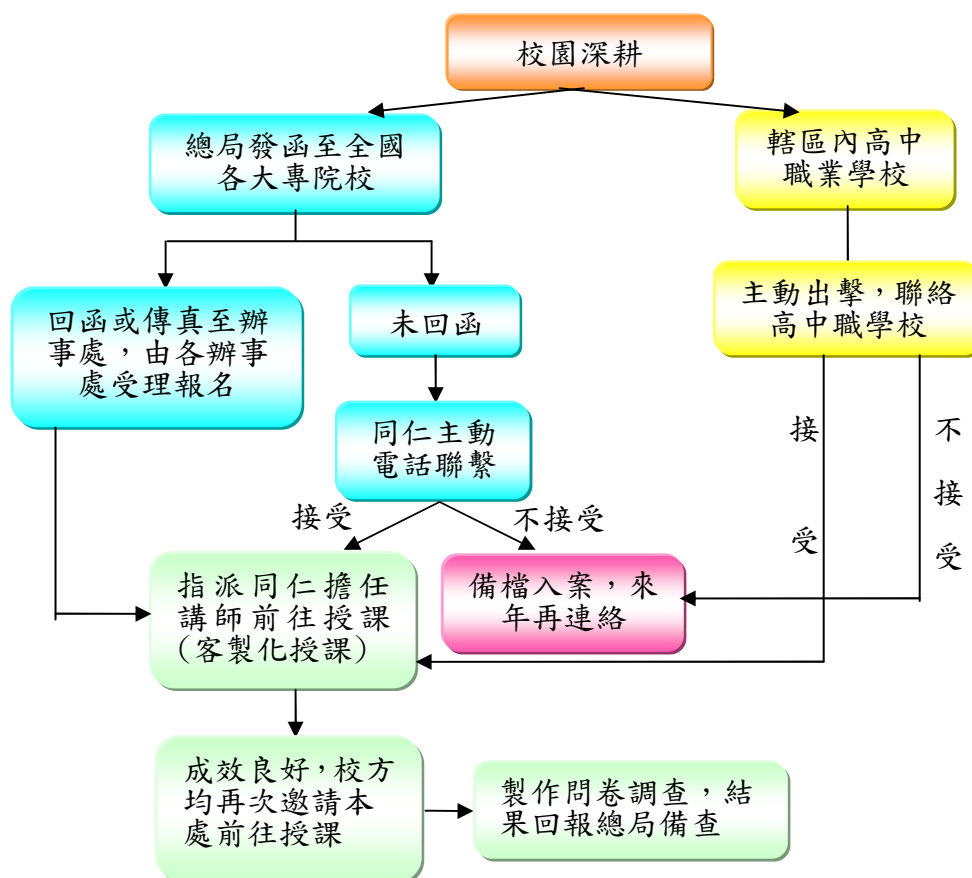 校園深耕
總局發函至全國
各大專院校
轄區內高中
職業學校
回函或傳真至辦
事處，由各辦事
處受理報名
未回函
主動出擊，聯絡
高中職學校
同仁主動
電話聯繫
接受
不接受
接受
不接受
指派同仁擔任
講師前往授課
(客製化授課)
備檔入案，來
年再連絡
成效良好，校方
均再次邀請本
處前往授課
製作問卷調查，結
果回報總局備查